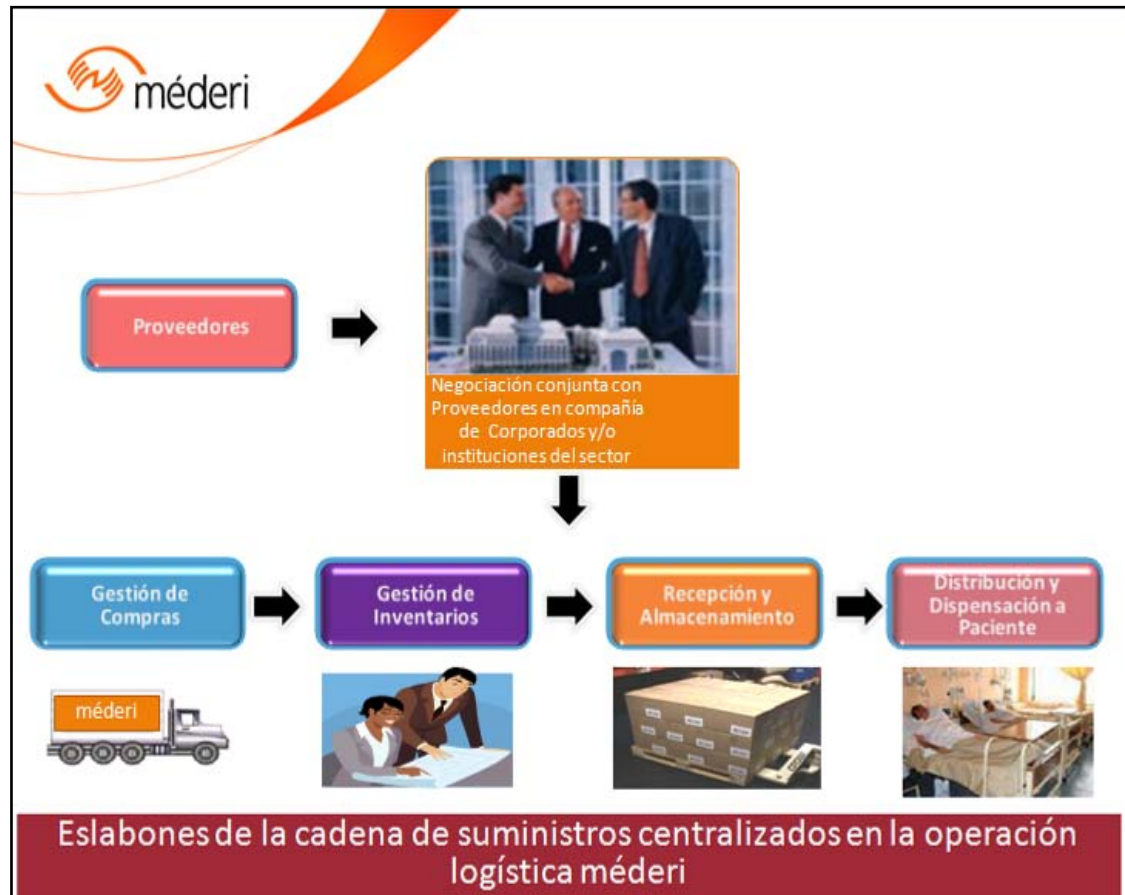 méderi
Proveedores
Negociación conjunta con
Proveedores en compañía
de Corporados y/o
instituciones del sector
Gestión de
Compras
Gestión de
Inventarios
Recepción y
Almacenamiento
Distribución y
Dispensación a
Paciente
méderi
Eslabones de la cadena de suministros centralizados en la operación
logística méderi